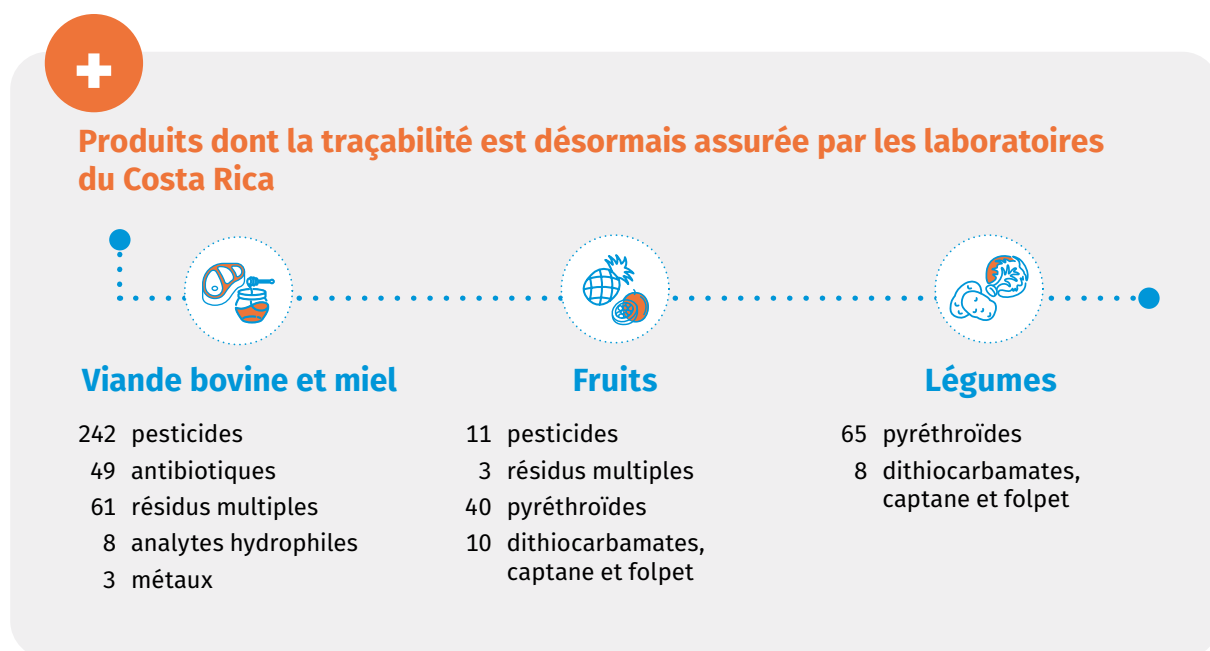 Produits dont la traçabilité est désormais assurée par les laboratoires
du Costa Rica
Viande bovine et miel
242 pesticides
49 antibiotiques
61 résidus multiples
8 analytes hydrophiles
3 métaux
Fruits
11 pesticides
3 résidus multiples
40 pyréthroïdes
10 dithiocarbamates,
captane et folpet
Légumes
65 pyréthroïdes
8 dithiocarbamates,
captane et folpet